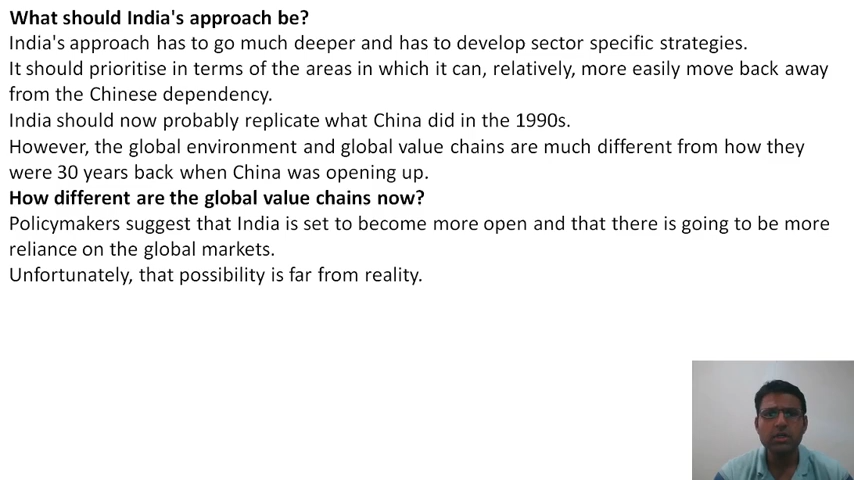 What should India's approach be?
India's approach has to go much deeper and has to develop sector specific strategies.
It should prioritise in terms of the areas in which it can, relatively, more easily move back away
from the Chinese dependency.
India should now probably replicate what China did in the 1990s.
However, the global environment and global value chains are much different from how they
were 30 years back when China was opening up.
How different are the global value chains now?
Policymakers suggest that India is set to become more open and that there is going to be more
reliance on the global markets.
Unfortunately, that possibility is far from reality.